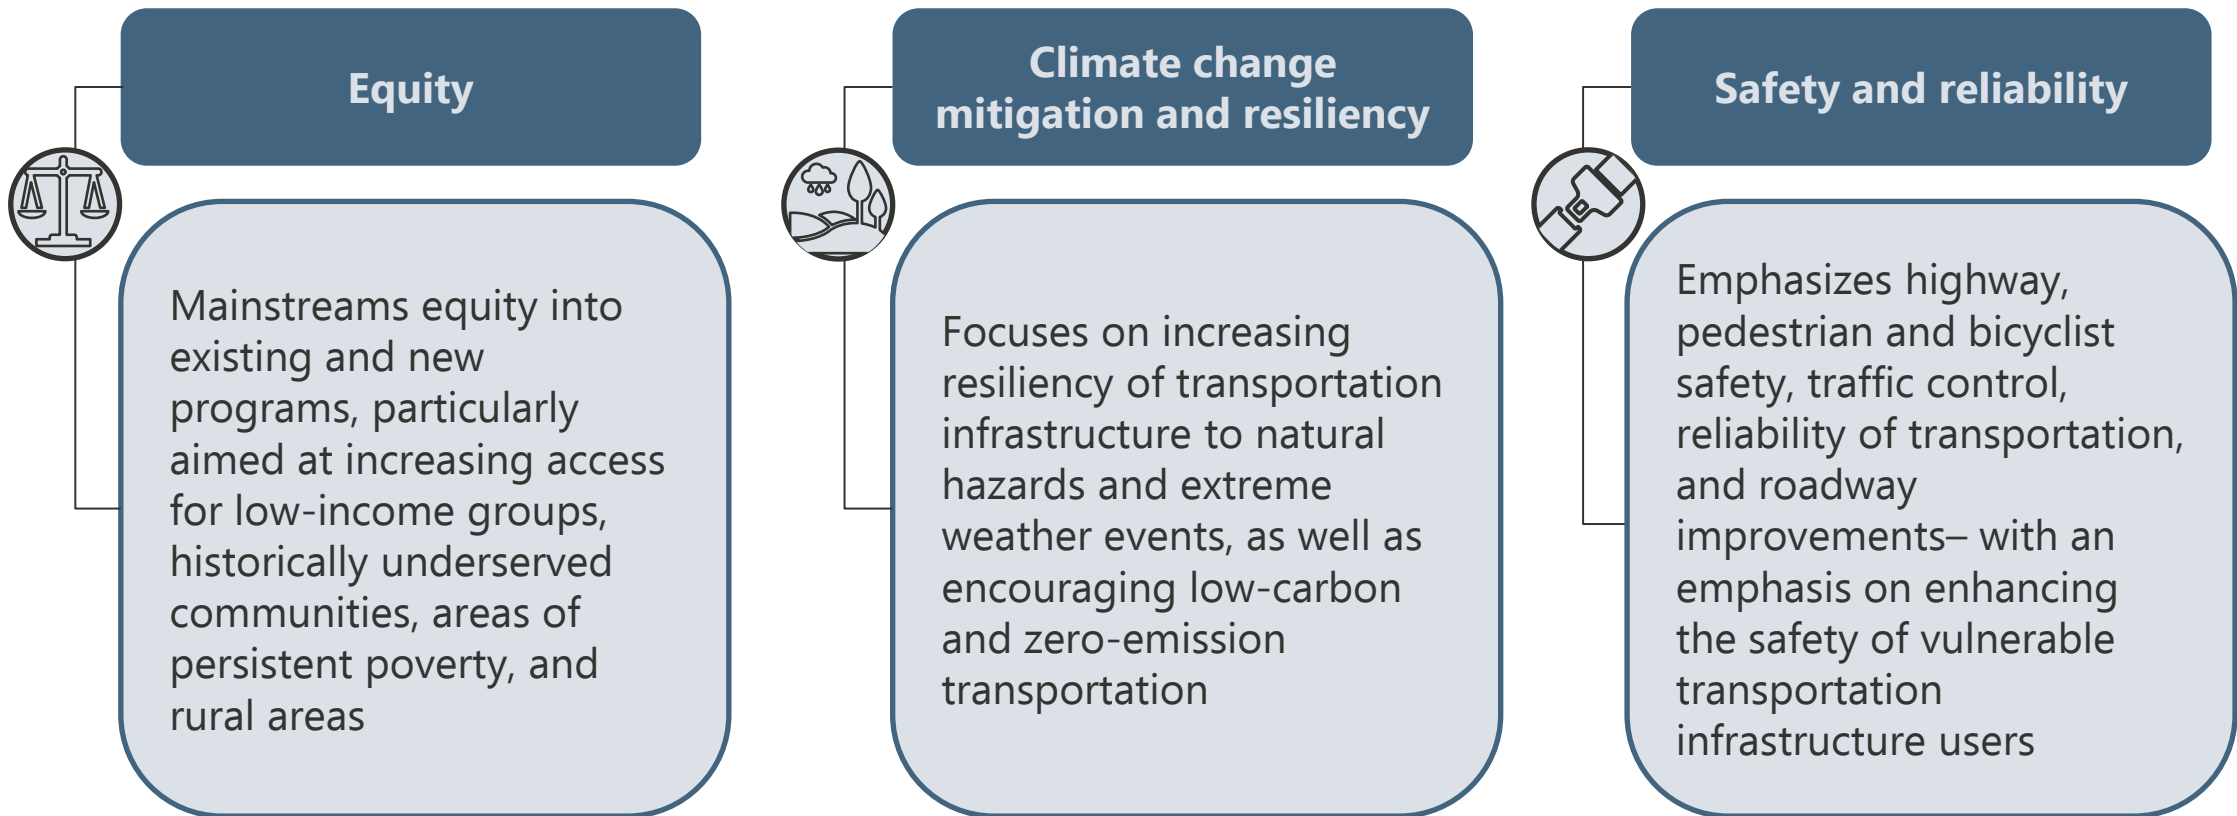 Equity
Mainstreams equity into
existing and new
programs, particularly
aimed at increasing access
for low-income groups,
historically underserved
communities, areas of
persistent poverty, and
rural areas
Climate change
mitigation and resiliency
Focuses on increasing
resiliency of transportation
infrastructure to natural
hazards and extreme
weather events, as well as
encouraging low-carbon
and zero-emission
transportation
Safety and reliability
Emphasizes highway,
pedestrian and bicyclist
safety, traffic control,
reliability of transportation,
and roadway
improvements– with an
emphasis on enhancing
the safety of vulnerable
transportation
infrastructure users